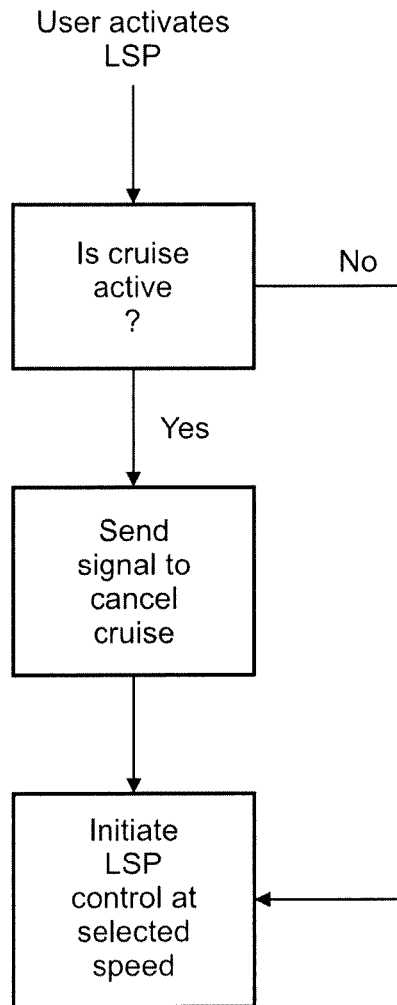 User activates
LSP
Is cruise
active
?
No
Yes
Send
signal to
cancel
cruise
Initiate
LSP
control at
selected
speed